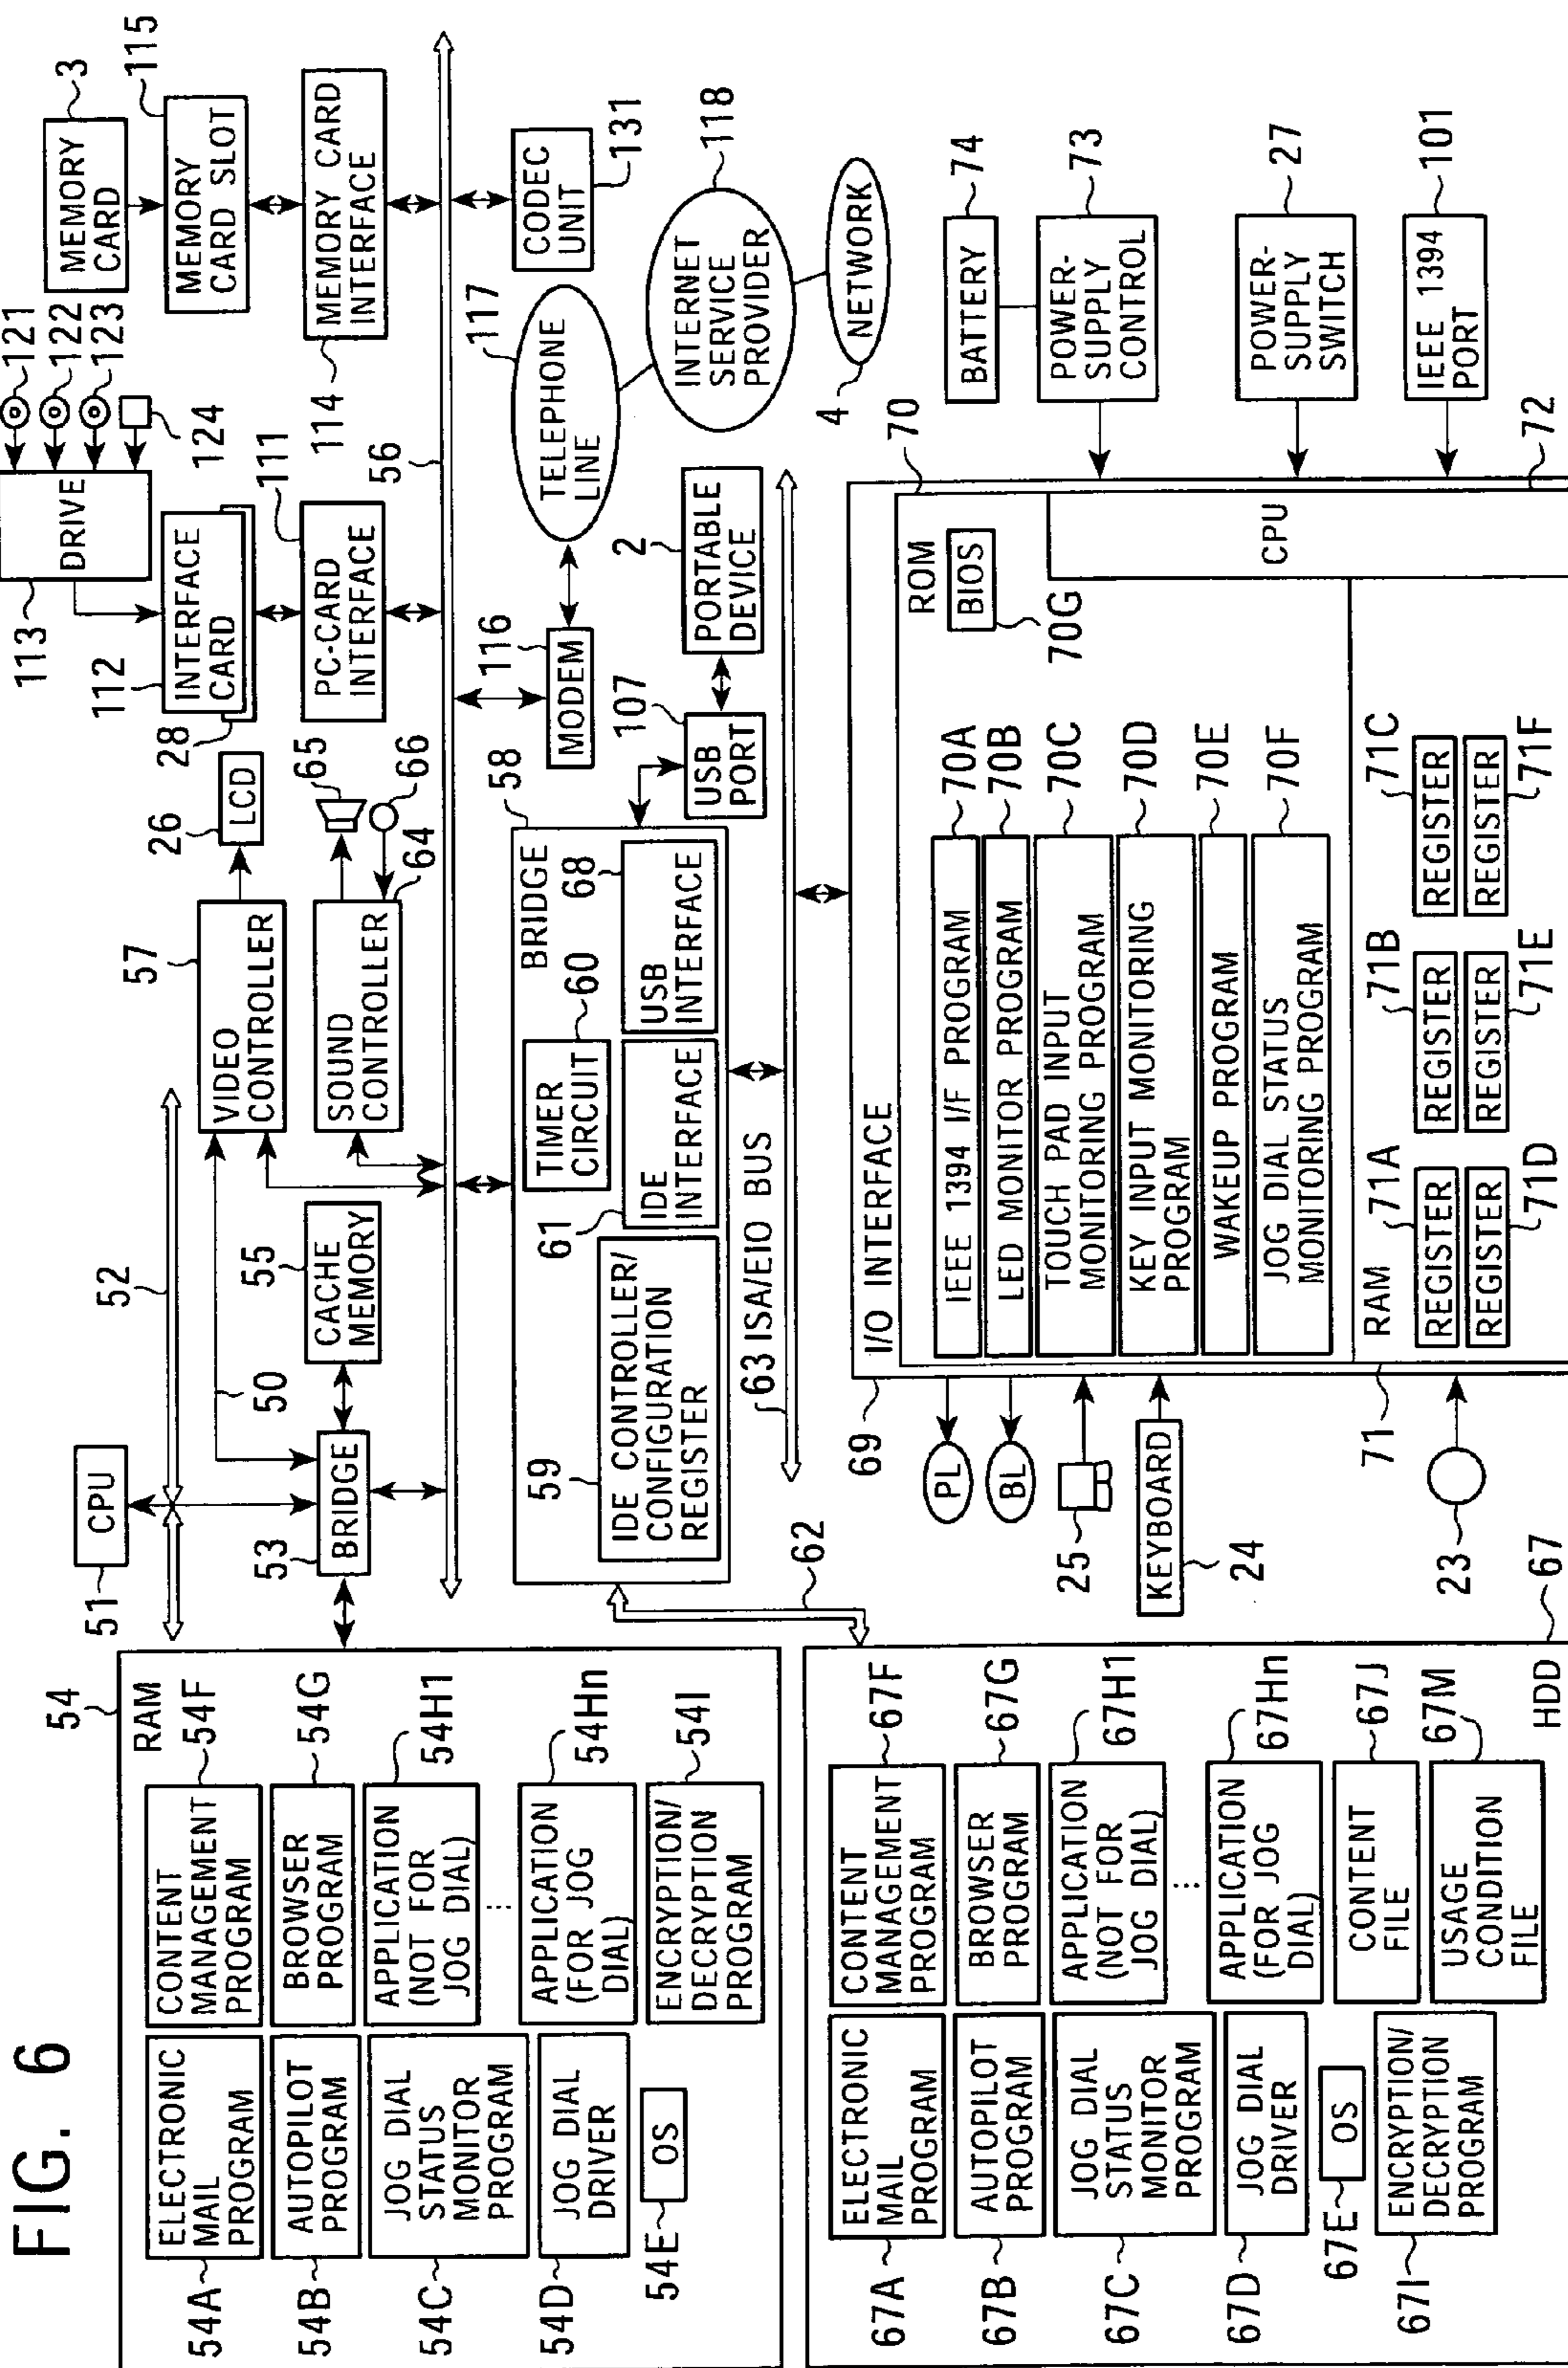 FIG. 6
54
RAM
54A
ELECTRONIC
MAIL
PROGRAM
CONTENT
MANAGEMENT
PROGRAM
54F
54B
AUTOPILOT
PROGRAM
BROWSER
PROGRAM
54G
54C
JOG DIAL
STATUS
MONITOR
PROGRAM
APPLICATION
(NOT FOR
JOG DIAL)
54H1
54D
JOG DIAL
DRIVER
APPLICATION
(FOR JOG
DIAL)
54Hn
54E
OS
ENCRYPTION/
DECRYPTION
PROGRAM
54I
67A
ELECTRONIC
MAIL
PROGRAM
CONTENT
MANAGEMENT
PROGRAM
67F
67B
AUTOPILOT
PROGRAM
BROWSER
PROGRAM
67G
67C
JOG DIAL
STATUS
MONITOR
PROGRAM
APPLICATION
(NOT FOR
JOG DIAL)
67H1
67D
JOG DIAL
DRIVER
APPLICATION
(FOR JOG
DIAL)
67Hn
67E
OS
CONTENT
FILE
67J
67I
ENCRYPTION/
DECRYPTION
PROGRAM
USAGE
CONDITION
FILE
67M
HDD
67
51
CPU
52
53
BRIDGE
50
55
CACHE
MEMORY
57
VIDEO
CONTROLLER
26
LCD
SOUND
CONTROLLER
64
65
66
113
DRIVE
121
122
123
124
112
INTERFACE
CARD
28
111
PC-CARD
INTERFACE
MEMORY
CARD
3
MEMORY
CARD SLOT
115
114
MEMORY CARD
INTERFACE
56
58
BRIDGE
59
IDE CONTROLLER/
CONFIGURATION
REGISTER
TIMER
CIRCUIT
60
61
IDE
INTERFACE
68
USB
INTERFACE
62
63 ISA/EIO BUS
116
MODEM
117
TELEPHONE
LINE
CODEC
UNIT
131
INTERNET
SERVICE
PROVIDER
118
4
NETWORK
107
USB
PORT
2
PORTABLE
DEVICE
69
I/O INTERFACE
70
ROM
BIOS
70G
IEEE 1394 I/F PROGRAM
70A
LED MONITOR PROGRAM
70B
TOUCH PAD INPUT
MONITORING PROGRAM
70C
KEY INPUT MONITORING
PROGRAM
70D
WAKEUP PROGRAM
70E
JOG DIAL STATUS
MONITORING PROGRAM
70F
PL
BL
25
KEYBOARD
24
23
71
RAM
71A
REGISTER
71B
REGISTER
71C
REGISTER
REGISTER
71D
REGISTER
71E
REGISTER
71F
CPU
72
BATTERY
74
POWER-
SUPPLY
CONTROL
73
POWER-
SUPPLY
SWITCH
27
IEEE 1394
PORT
101